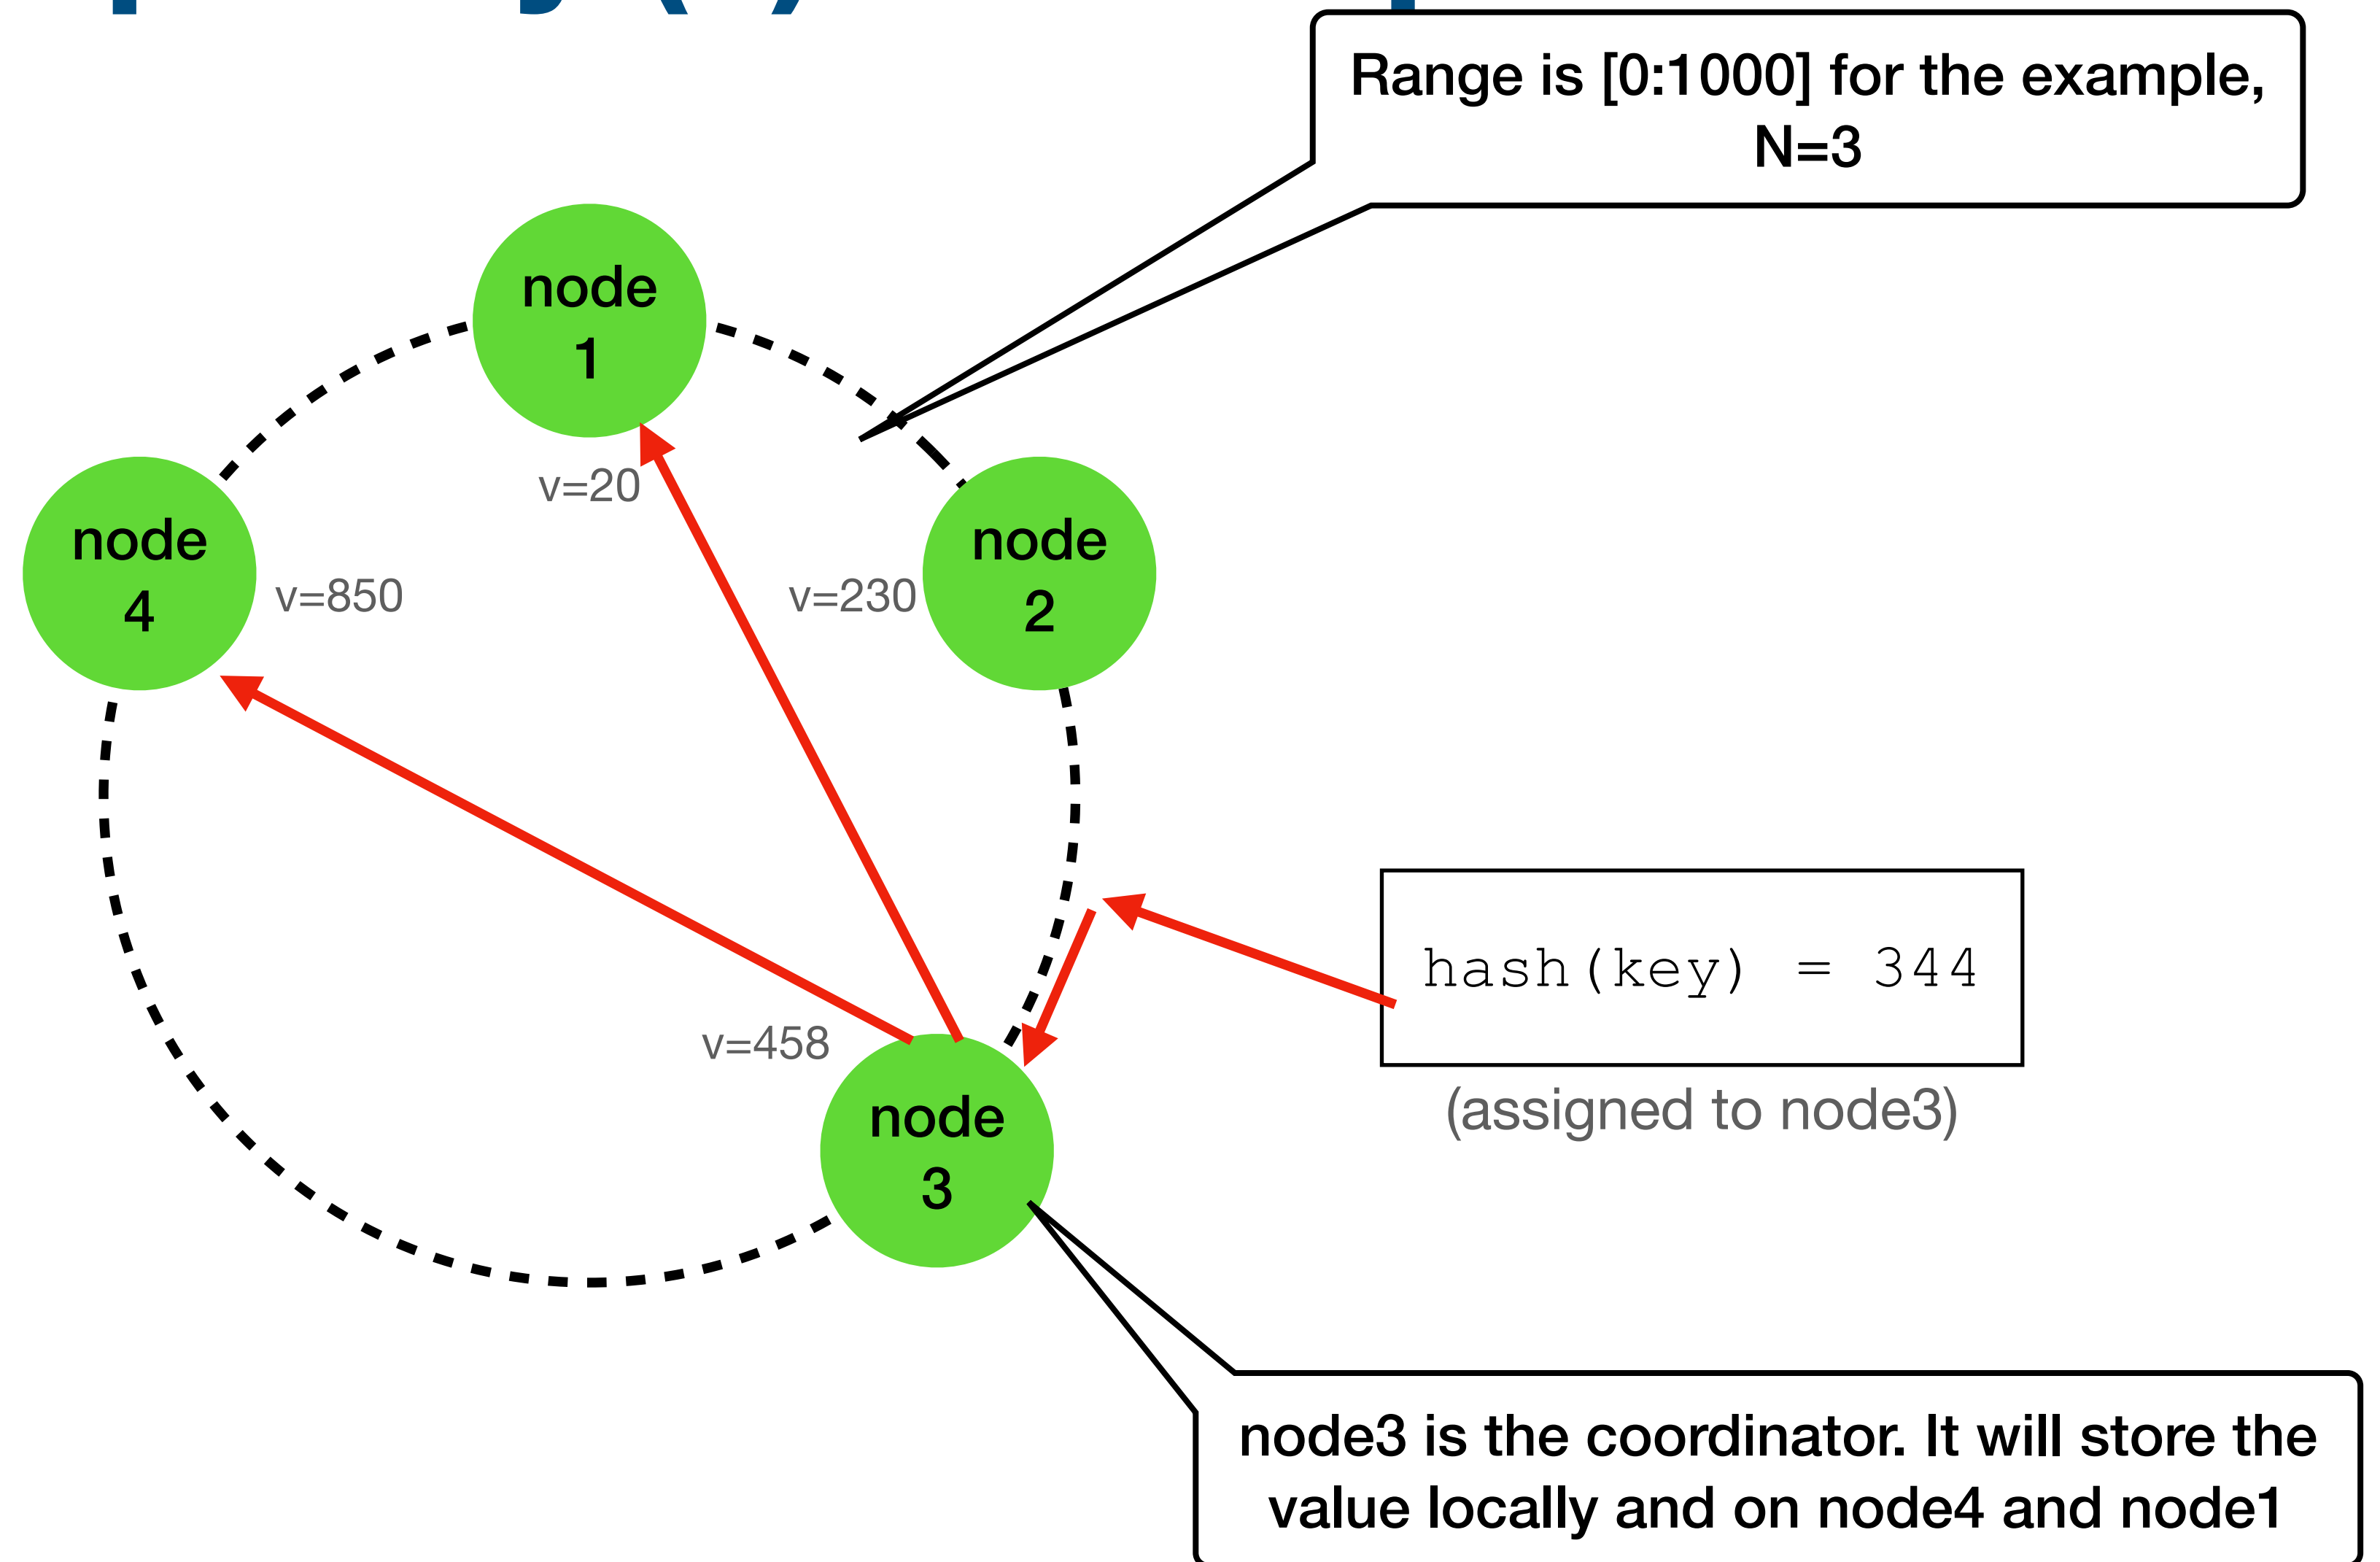 Range is [0:1000] for the example,
N=3
node
1
v=20
node
4
v=850
v=230
node
2
hash(key) = 344
(assigned to node3)
v=458
node
3
node3 is the coordinator. It will store the
value locally and on node4 and node1